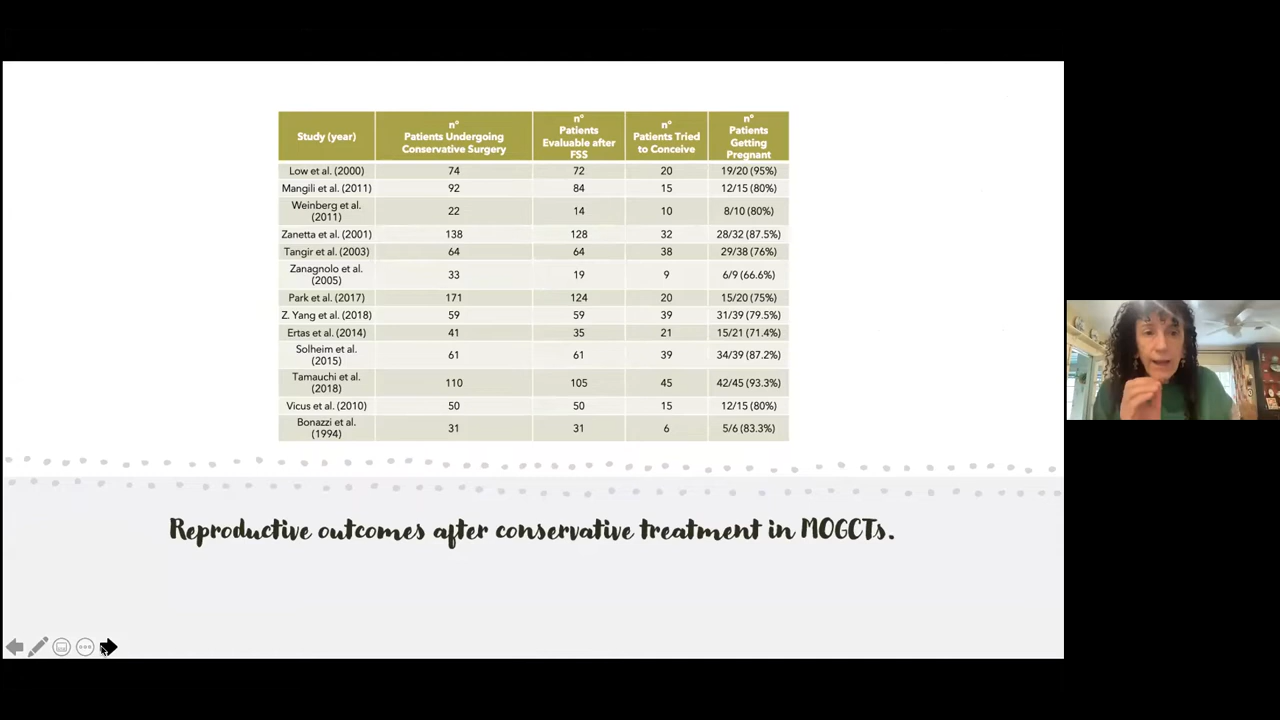 Study (year)
n°
Patients Undergoing
Conservative Surgery
n°
Patients
Evaluable after
FSS
n°
Patients Tried
to Conceive
n°
Patients
Getting
Pregnant
Low et al. (2000) 74 72 20 19/20 (95%)
Mangili et al. (2011) 92 84 15 12/15 (80%)
Weinberg et al.
(2011) 22 14 10 8/10 (80%)
Zanetta et al. (2001) 138 128 32 28/32 (87.5%)
Tangir et al. (2003) 64 64 38 29/38 (76%)
Zanagnolo et al.
(2005) 33 19 9 6/9 (66.6%)
Park et al. (2017) 171 124 20 15/20 (75%)
Z. Yang et al. (2018) 59 59 39 31/39 (79.5%)
Ertas et al. (2014) 41 35 21 15/21 (71.4%)
Solheim et al.
(2015) 61 61 39 34/39 (87.2%)
Tamauchi et al.
(2018) 110 105 45 42/45 (93.3%)
Vicus et al. (2010) 50 50 15 12/15 (80%)
Bonazzi et al.
(1994) 31 31 6 5/6 (83.3%)
Reproductive outcomes after conservative treatment in MOGCTs.